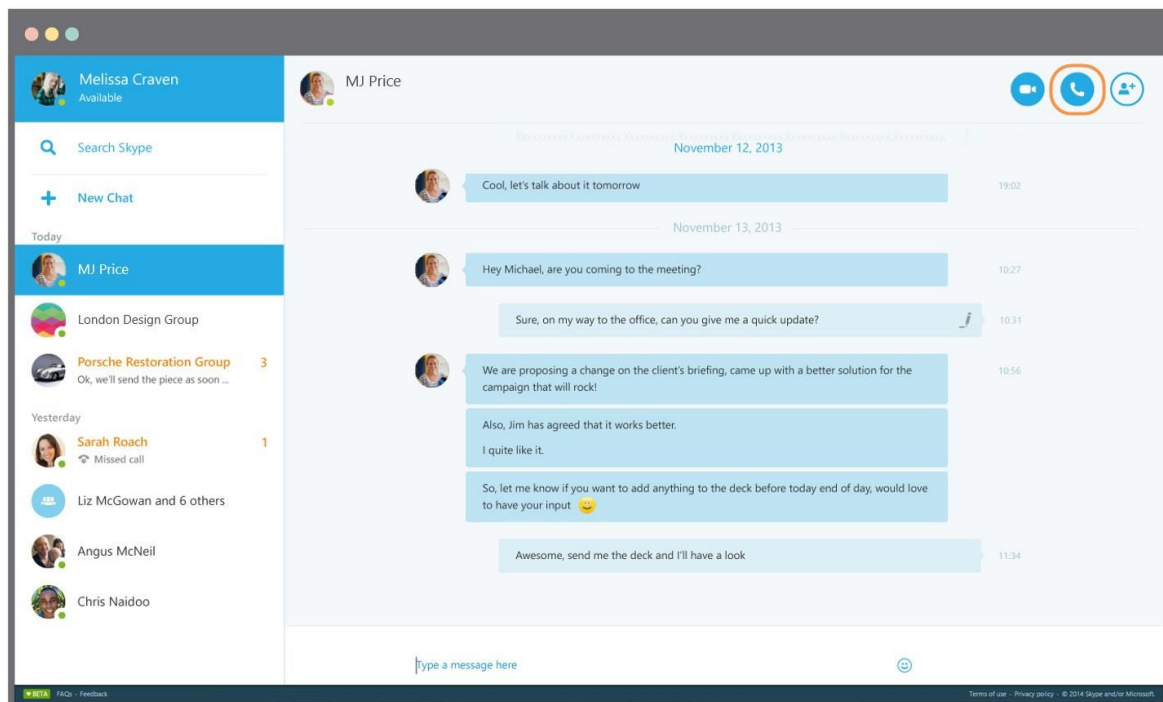 Melissa Craven
Available
Search Skype
New Chat
Today
MJ Price
London Design Group
Porsche Restoration Group 3
Ok, we'll send the piece as soon ...
Yesterday
Sarah Roach 1
Missed call
Liz McGowan and 6 others
Angus McNeil
Chris Naidoo
MJ Price
November 12, 2013
Cool, let's talk about it tomorrow 19:02
November 13, 2013
Hey Michael, are you coming to the meeting? 10:27
Sure, on my way to the office, can you give me a quick update? 10:31
We are proposing a change on the client's briefing, came up with a better solution for the 10:56
campaign that will rock!
Also, Jim has agreed that it works better.
I quite like it.
So, let me know if you want to add anything to the deck before today end of day, would love
to have your input 😀
Awesome, send me the deck and I'll have a look 11:34
Type a message here
BETA FAQs - Feedback
Terms of use - Privacy policy - © 2014 Skype and/or Microsoft.